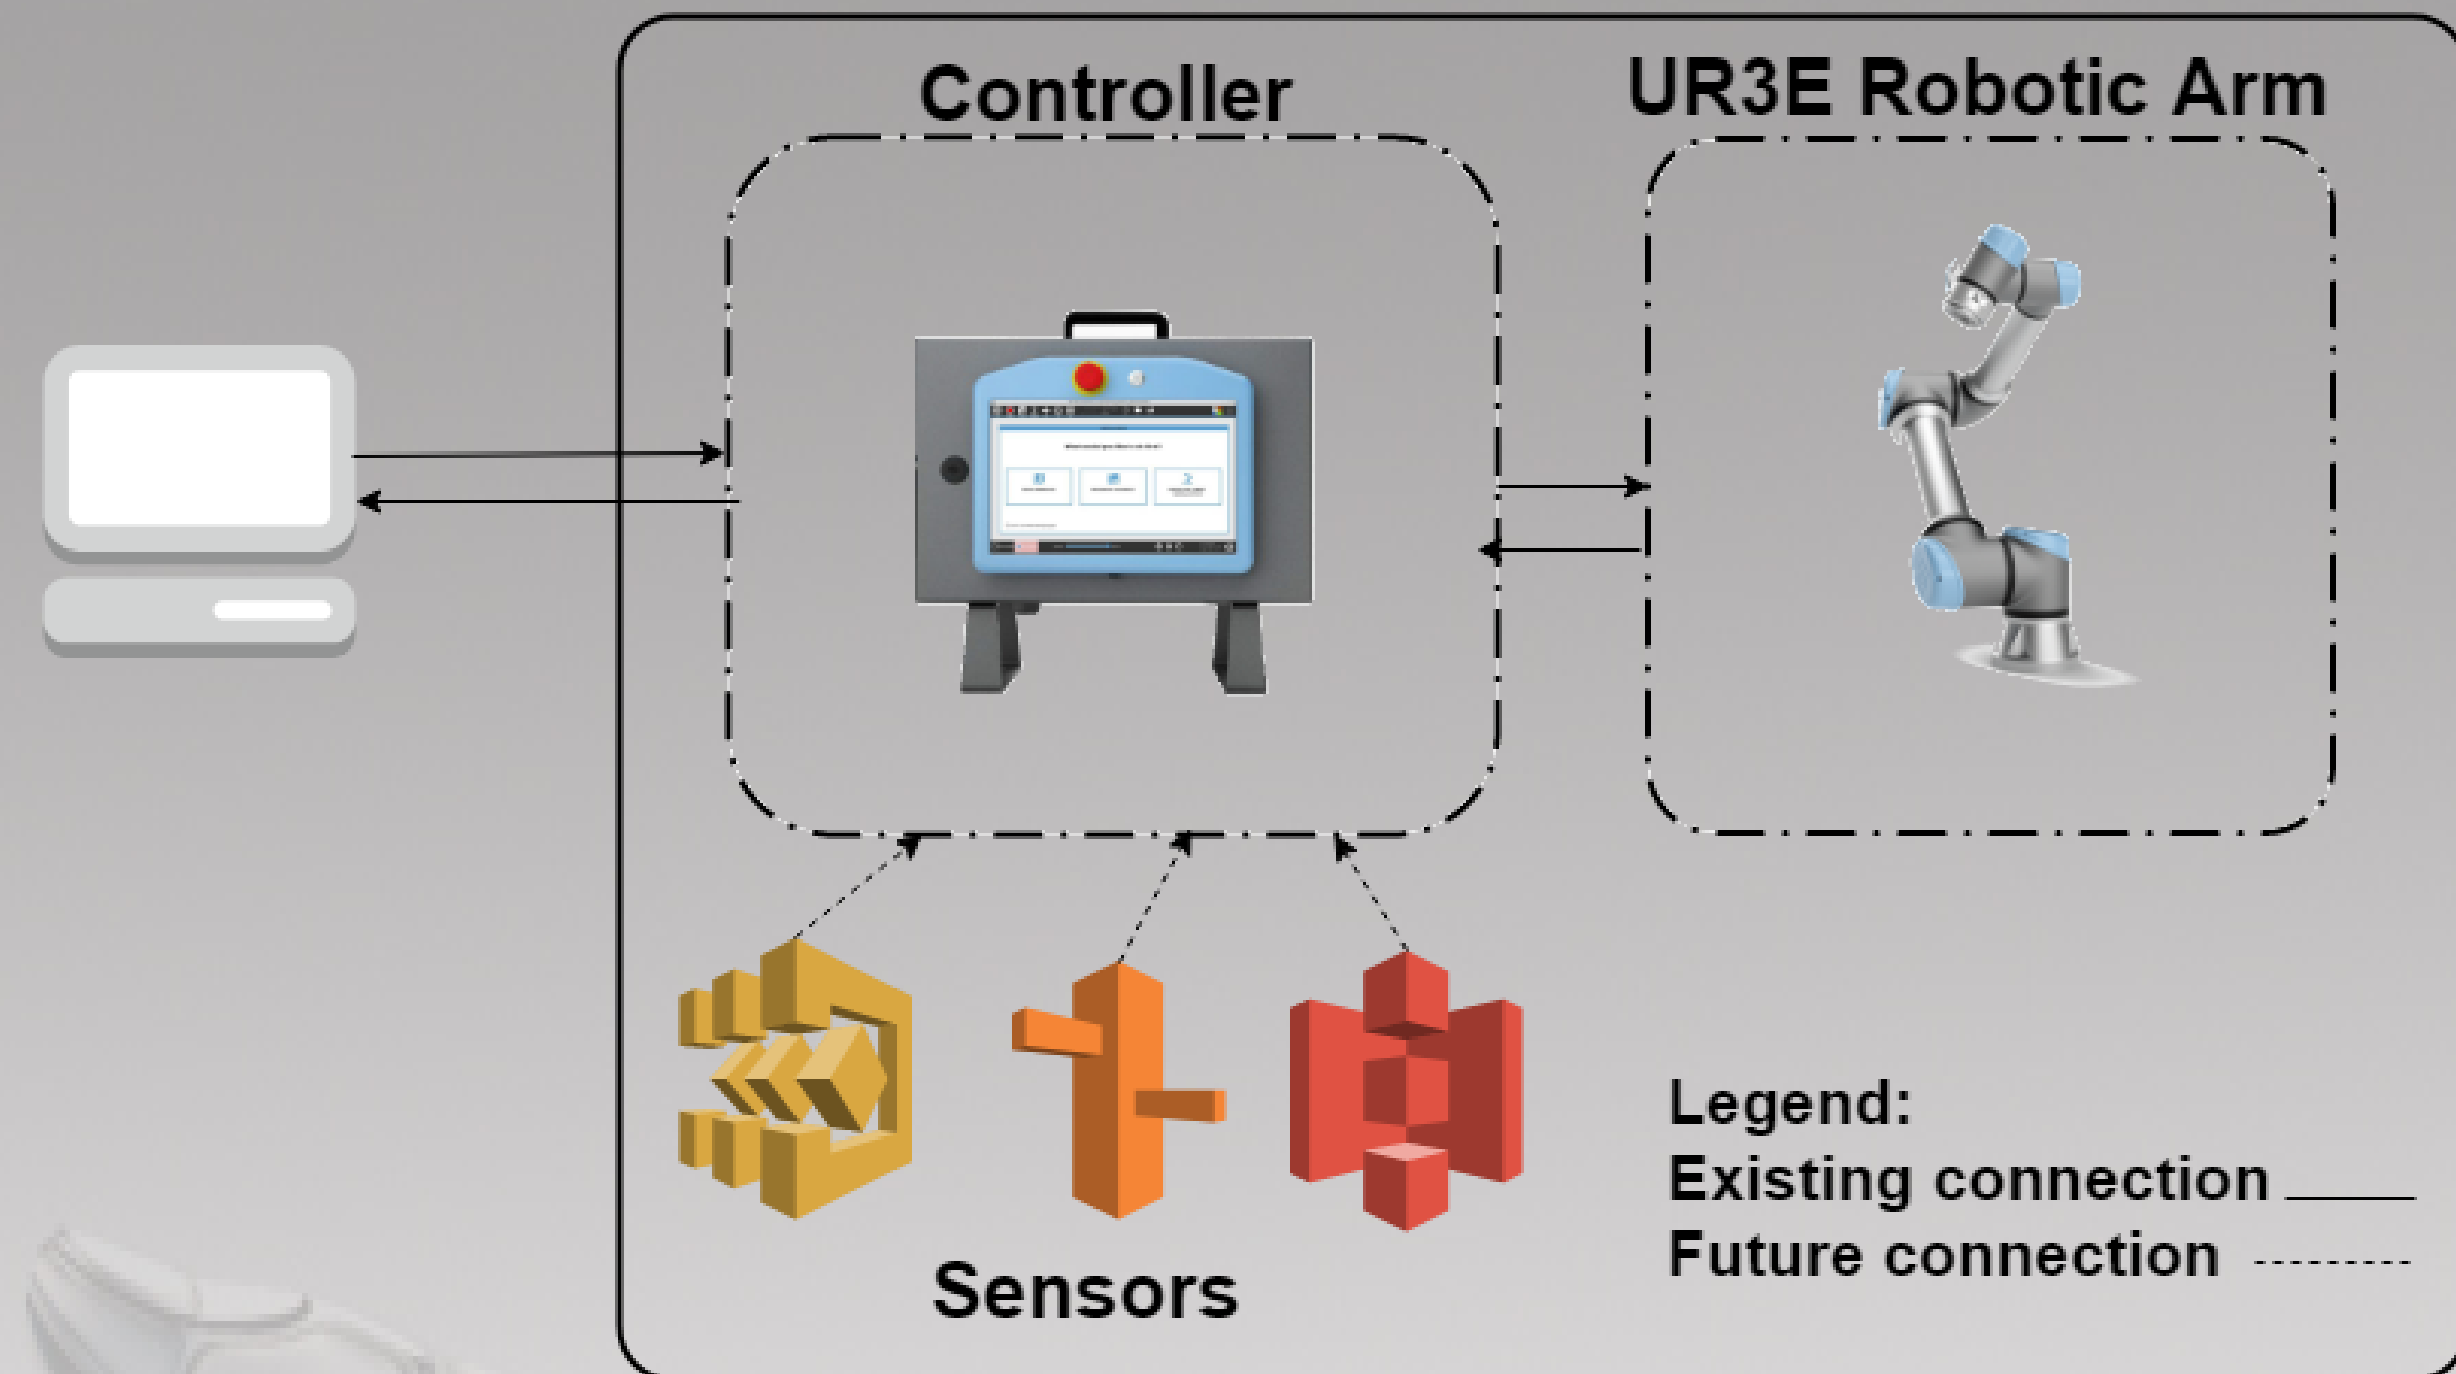 Controller
UR3E Robotic Arm
Sensors
Legend:
Existing connection
Future connection